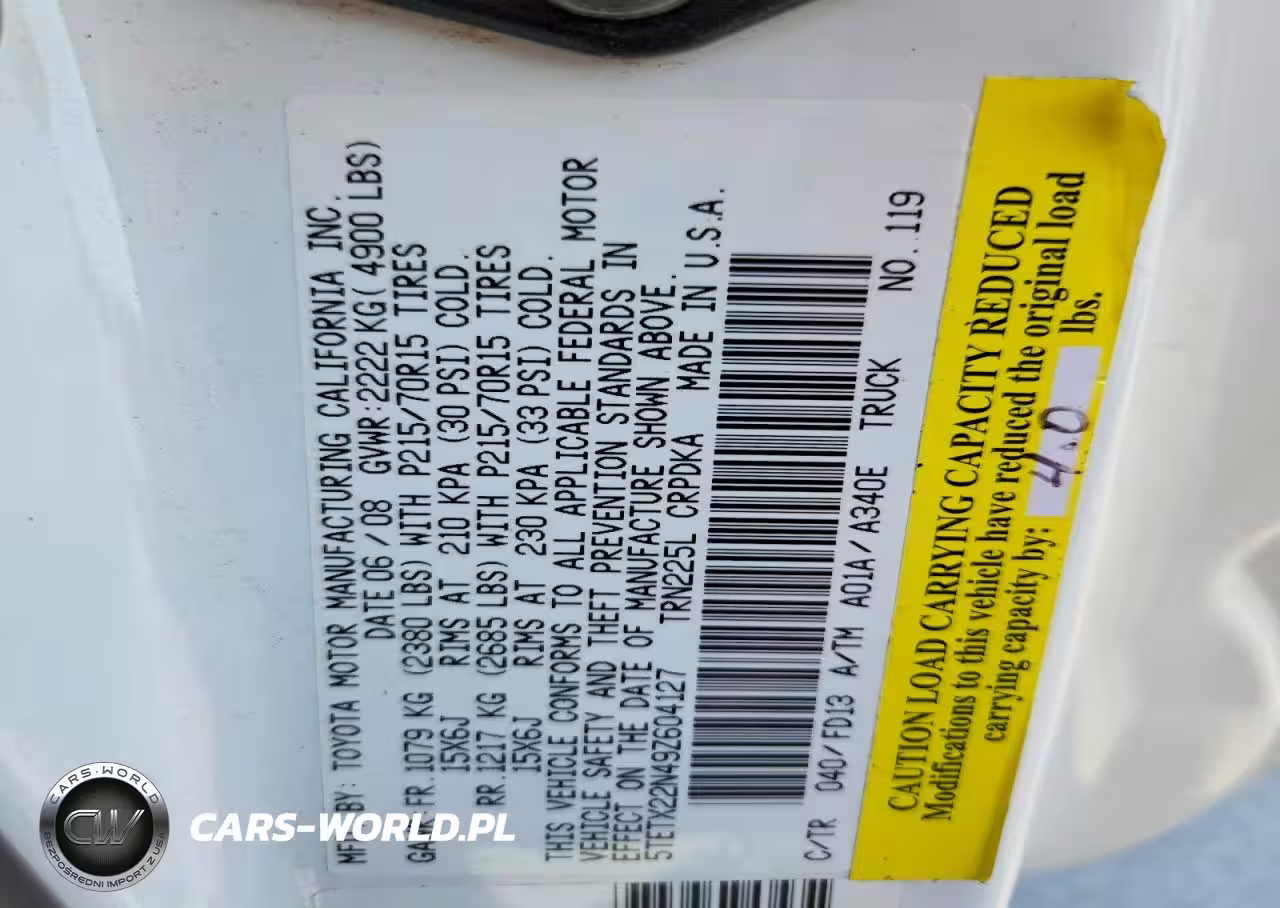 MFD. BY: TOYOTA MOTOR MANUFACTURING CALIFORNIA INC.
DATE 06 / 08 GVWR:2222 KG( 4900 LBS)
GAWR:FR.1079 KG (2380 LBS) WITH P215/70R15 TIRES
15X6J RIMS AT 210 KPA (30 PSI) COLD.
RR.1217 KG (2685 LBS) WITH P215/70R15 TIRES
15X6J RIMS AT 230 KPA (33 PSI) COLD.
THIS VEHICLE CONFORMS TO ALL APPLICABLE FEDERAL MOTOR
VEHICLE SAFETY AND THEFT PREVENTION STANDARDS IN
EFFECT ON THE DATE OF MANUFACTURE SHOWN ABOVE.
5TETX22N49Z604127 TRN225L CRPDKA MADE IN U.S.A.
C/TR 040/FD13 A/TM A01A/A340E TRUCK NO.119
CAUTION LOAD CARRYING CAPACITY REDUCED
Modifications to this vehicle have reduced the original load
carrying capacity by: 4.0 lbs.
CARS-WORLD
CW
BEZPOŚREDNI IMPORT Z USA
CARS-WORLD.PL